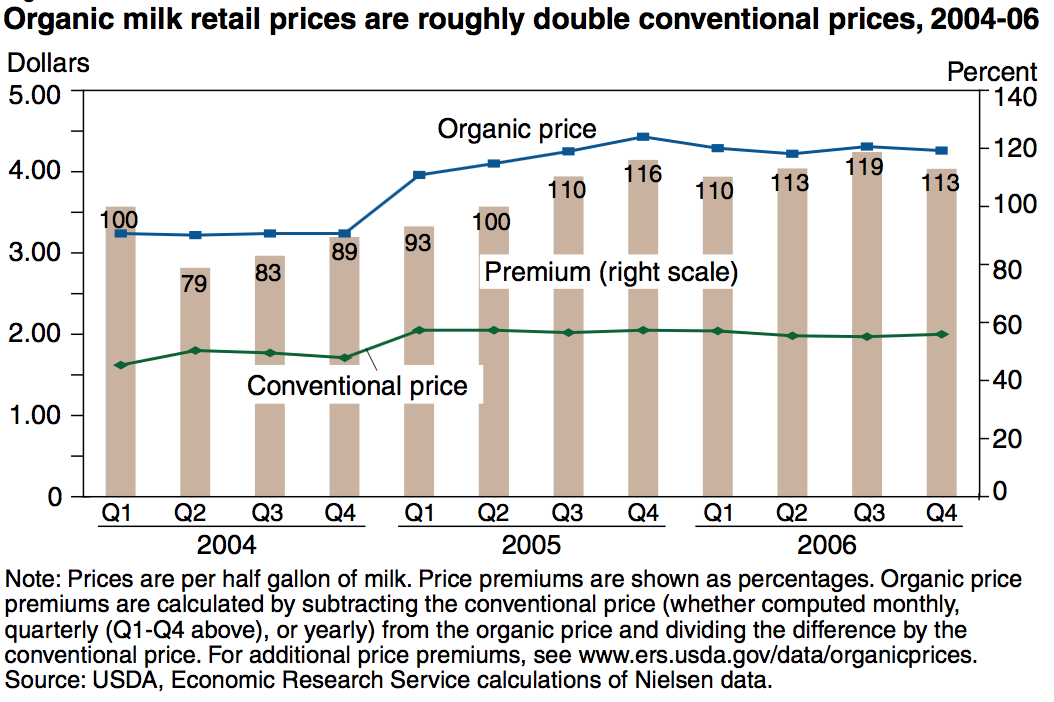 Organic milk retail prices are roughly double conventional prices, 2004-06
Dollars
Percent
5.00
4.00
3.00
2.00
1.00
0
140
120
100
80
60
40
20
0
Organic price
Premium (right scale)
Conventional price
100
79
83
89
93
100
110
116
110
113
119
113
Q1 Q2 Q3 Q4 Q1 Q2 Q3 Q4 Q1 Q2 Q3 Q4
2004 2005 2006
Note: Prices are per half gallon of milk. Price premiums are shown as percentages. Organic price
premiums are calculated by subtracting the conventional price (whether computed monthly,
quarterly (Q1-Q4 above), or yearly) from the organic price and dividing the difference by the
conventional price. For additional price premiums, see www.ers.usda.gov/data/organicprices.
Source: USDA, Economic Research Service calculations of Nielsen data.